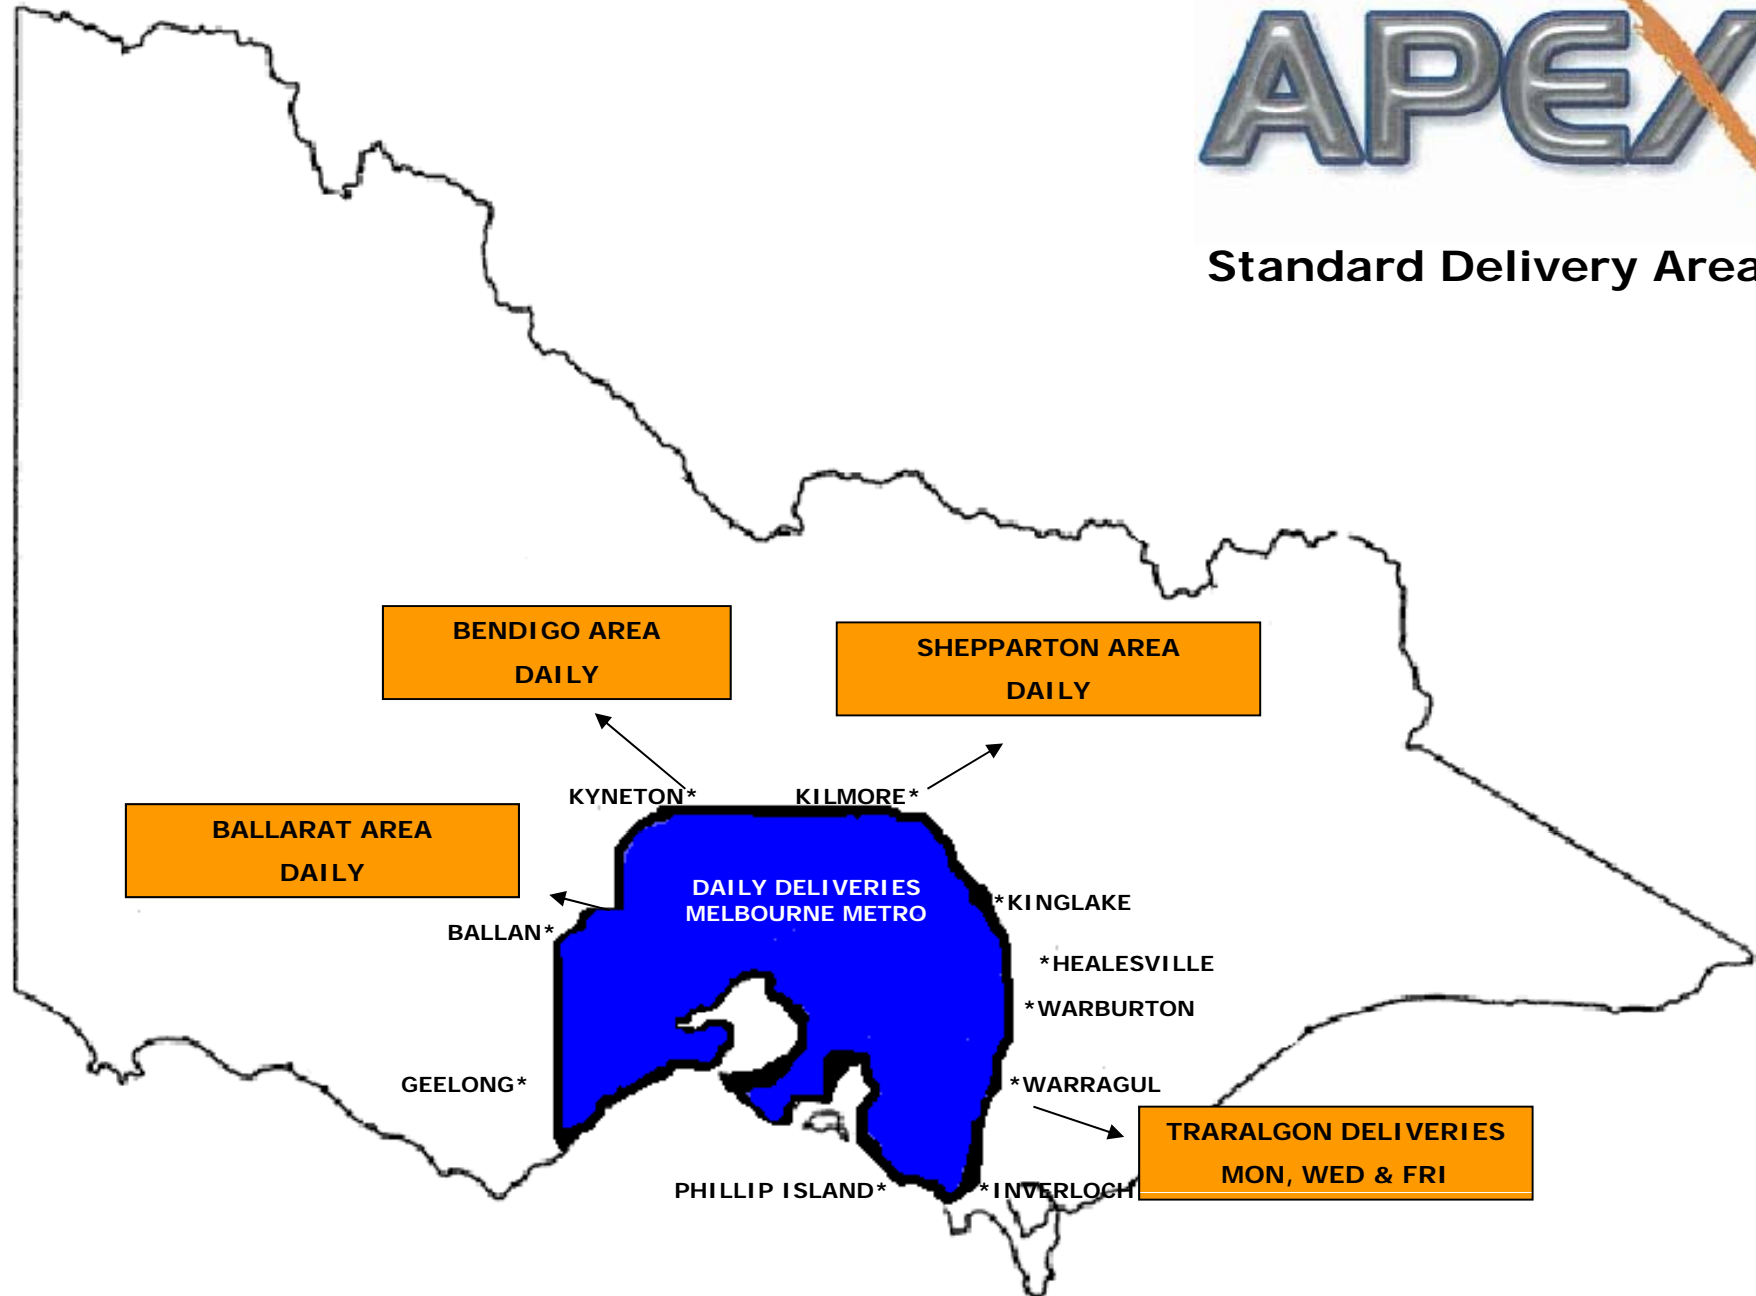 APEX
Standard Delivery Area
BENDIGO AREA
DAILY
SHEPPARTON AREA
DAILY
KYNETON*
KILMORE*
BALLARAT AREA
DAILY
DAILY DELIVERIES
MELBOURNE METRO
*KINGLAKE
BALLAN*
*HEALESVILLE
*WARBURTON
GEELONG*
*WARRAGUL
TRARALGON DELIVERIES
MON, WED & FRI
PHILLIP ISLAND*
*INVERLOCH